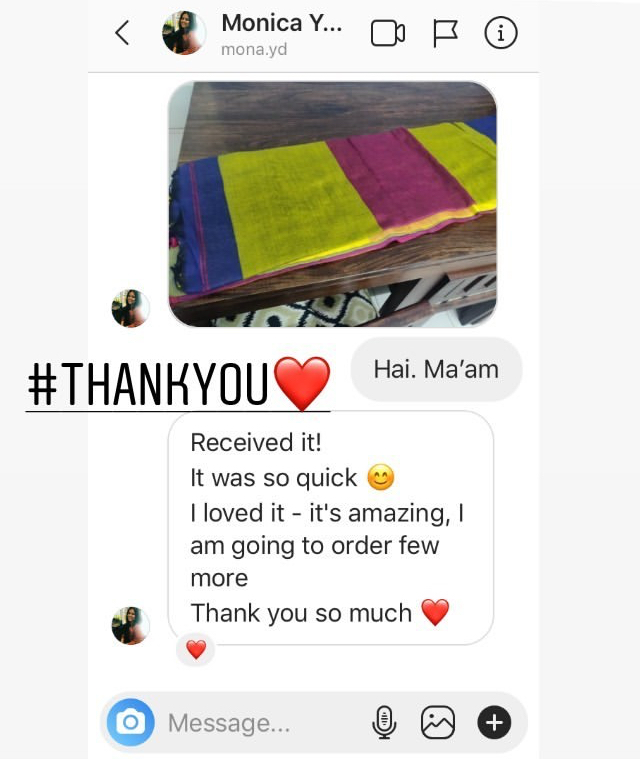 Monica Y...
mona.yd
Hai. Ma’am
#THANKYOU❤️
Received it!
It was so quick 😊
I loved it - it's amazing, I
am going to order few
more
Thank you so much ❤️
❤️
Message...